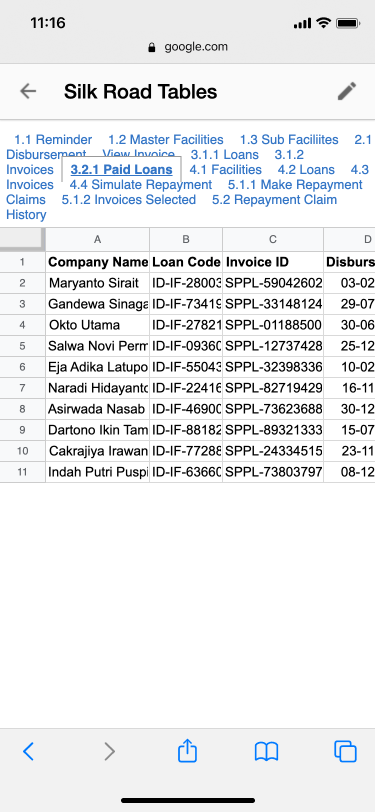 11:16
google.com
Silk Road Tables
1.1 Reminder 1.2 Master Facilities 1.3 Sub Faciliites 2.1
Disbursement View Invoice 3.1.1 Loans 3.1.2
Invoices 3.2.1 Paid Loans 4.1 Facilities 4.2 Loans 4.3
Invoices 4.4 Simulate Repayment 5.1.1 Make Repayment
Claims 5.1.2 Invoices Selected 5.2 Repayment Claim
History
A B C D
1 Company Name Loan Code Invoice ID Disburs
2 Maryanto Sirait ID-IF-28003 SPPL-59042602 03-02
3 Gandewa Sinaga ID-IF-73419 SPPL-33148124 29-07
4 Okto Utama ID-IF-27821 SPPL-01188500 30-06
5 Salwa Novi Perm ID-IF-09360 SPPL-12737428 25-12
6 Eja Adika Latupo ID-IF-55043 SPPL-32398336 10-02
7 Naradi Hidayanto ID-IF-22416 SPPL-82719429 16-11
8 Asirwada Nasab ID-IF-46900 SPPL-73623688 30-12
9 Dartono Ikin Tam ID-IF-88182 SPPL-89321333 15-07
10 Cakrajiya Irawan ID-IF-77288 SPPL-24334515 23-11
11 Indah Putri Puspi ID-IF-63660 SPPL-73803797 08-12